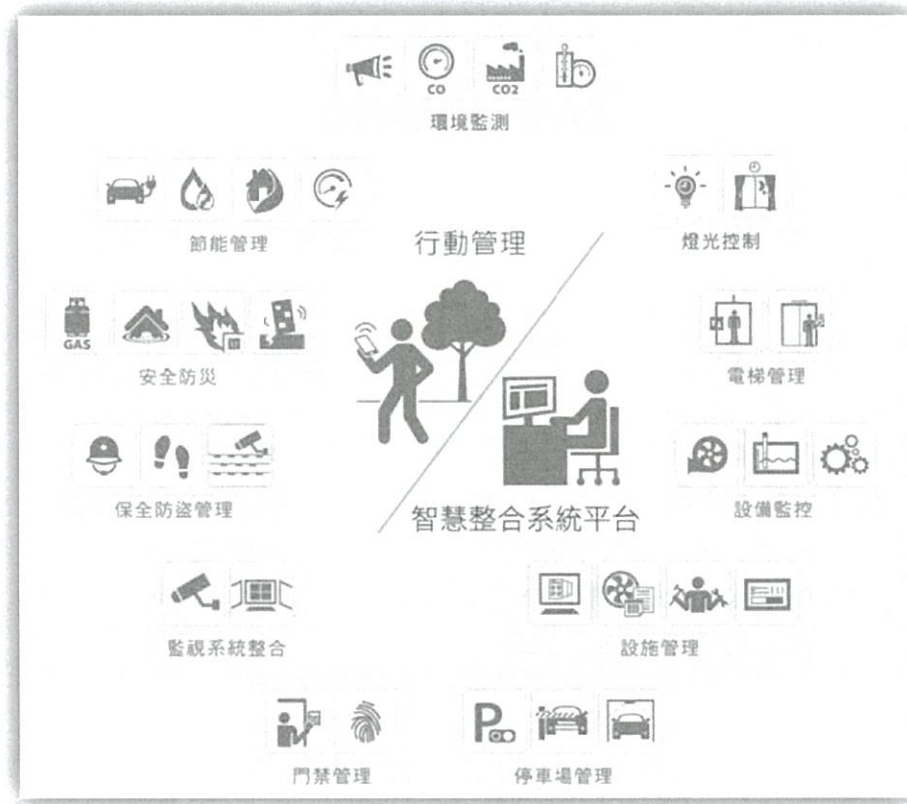 CO
CO2
環境監測
節能管理
燈光控制
行動管理
GAS
安全防災
電梯管理
保全防盜管理
設備監控
智慧整合系統平台
監視系統整合
設施管理
P
門禁管理
停車場管理